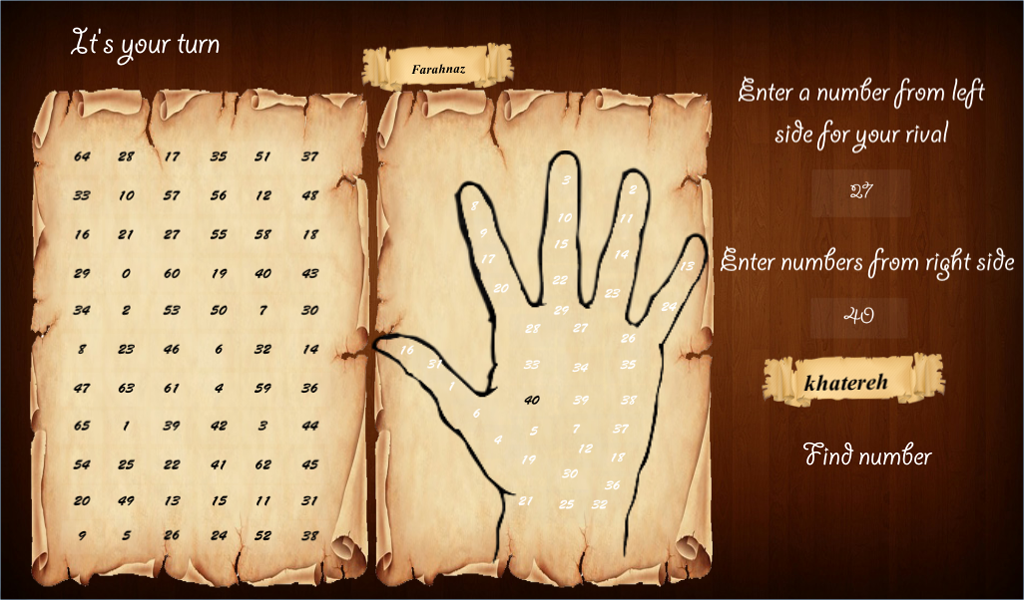 It's your turn
Farahnaz
64 28 17 35 51 37
33 10 57 56 12 48
16 21 27 55 58 18
29 0 60 19 40 43
34 2 53 50 7 30
8 23 46 6 32 14
47 63 61 4 59 36
65 1 39 42 3 44
54 25 22 41 62 45
20 49 13 15 11 31
9 5 26 24 52 38
3
2
8
10 11
9
15
17 14 13
20 22 23
29 24
28 27
26
16
31 33 34 35
1
40 39 38
6
5 7 37
4
12
19 18
30
36
21 25 32
Enter a number from left
side for your rival
27
Enter numbers from right side
40
khatereh
Find number